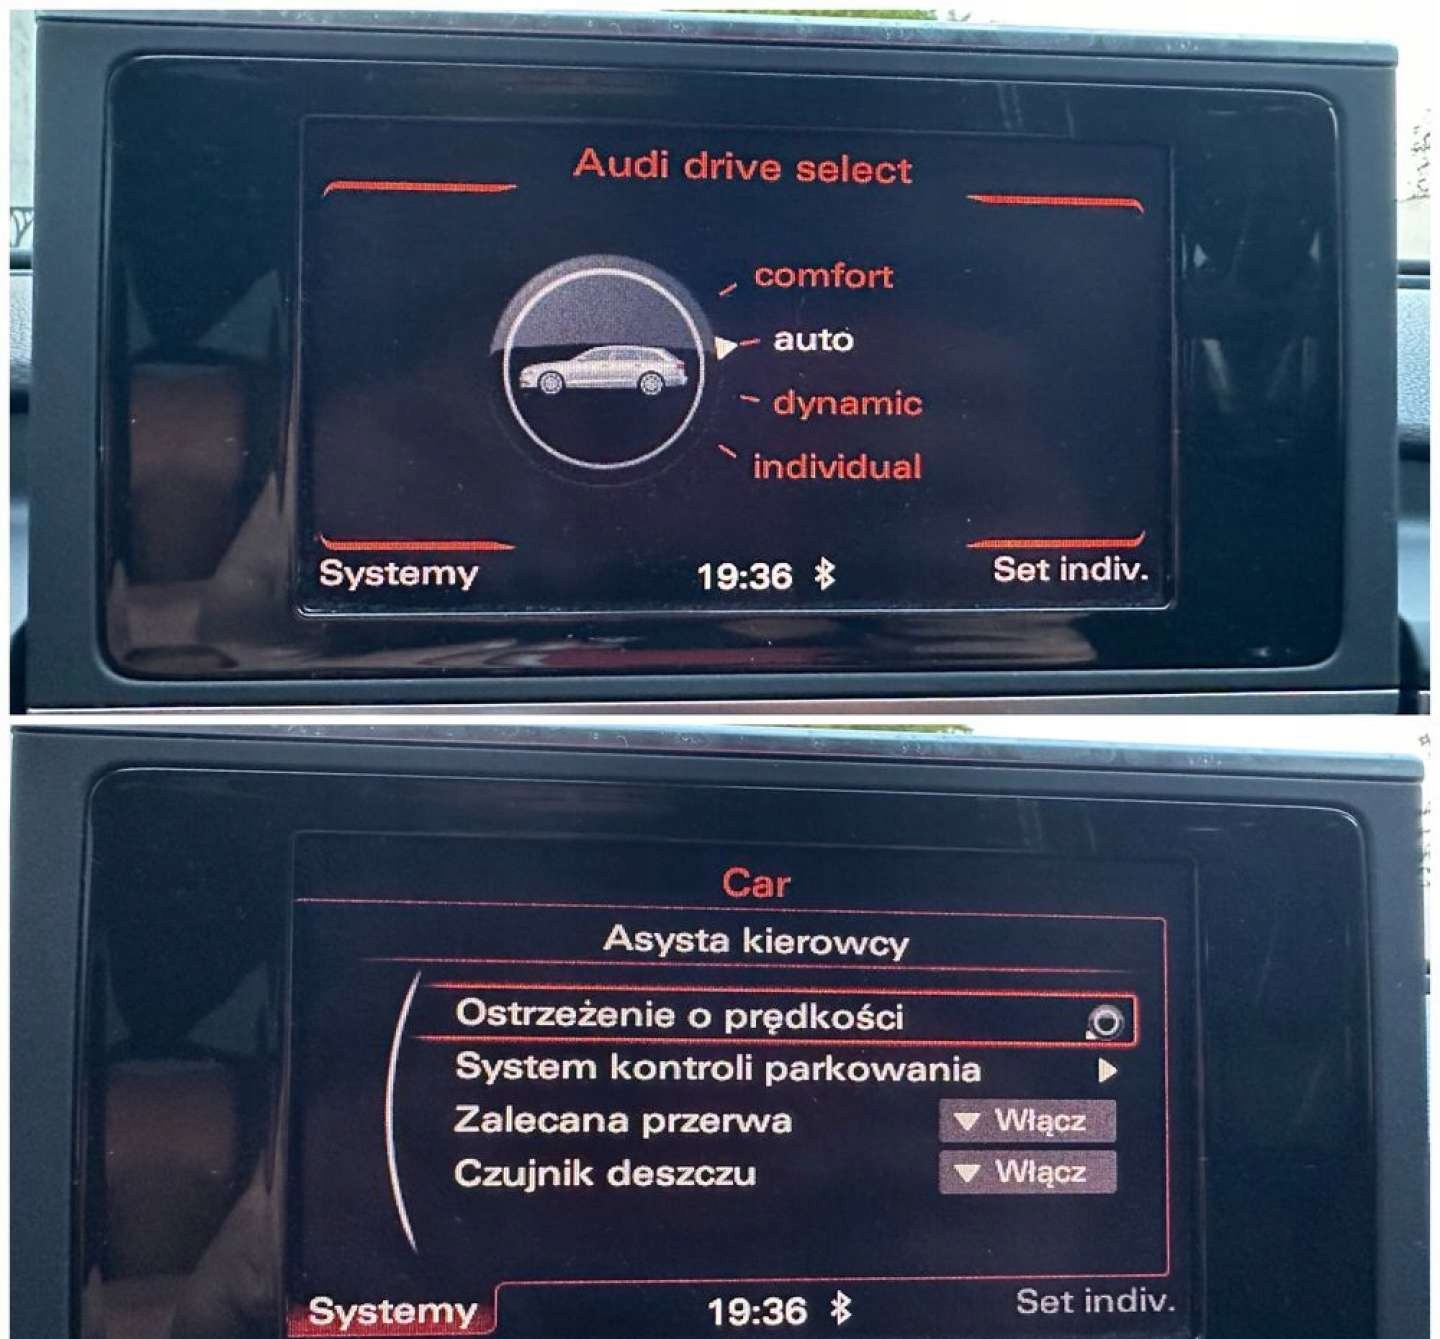 Audi drive select
comfort
auto
dynamic
individual
Systemy
19:36
Set indiv.
Car
Asysta kierowcy
Ostrzeżenie o prędkości
System kontroli parkowania
Zalecana przerwa
Włącz
Czujnik deszczu
Włącz
Systemy
19:36
Set indiv.